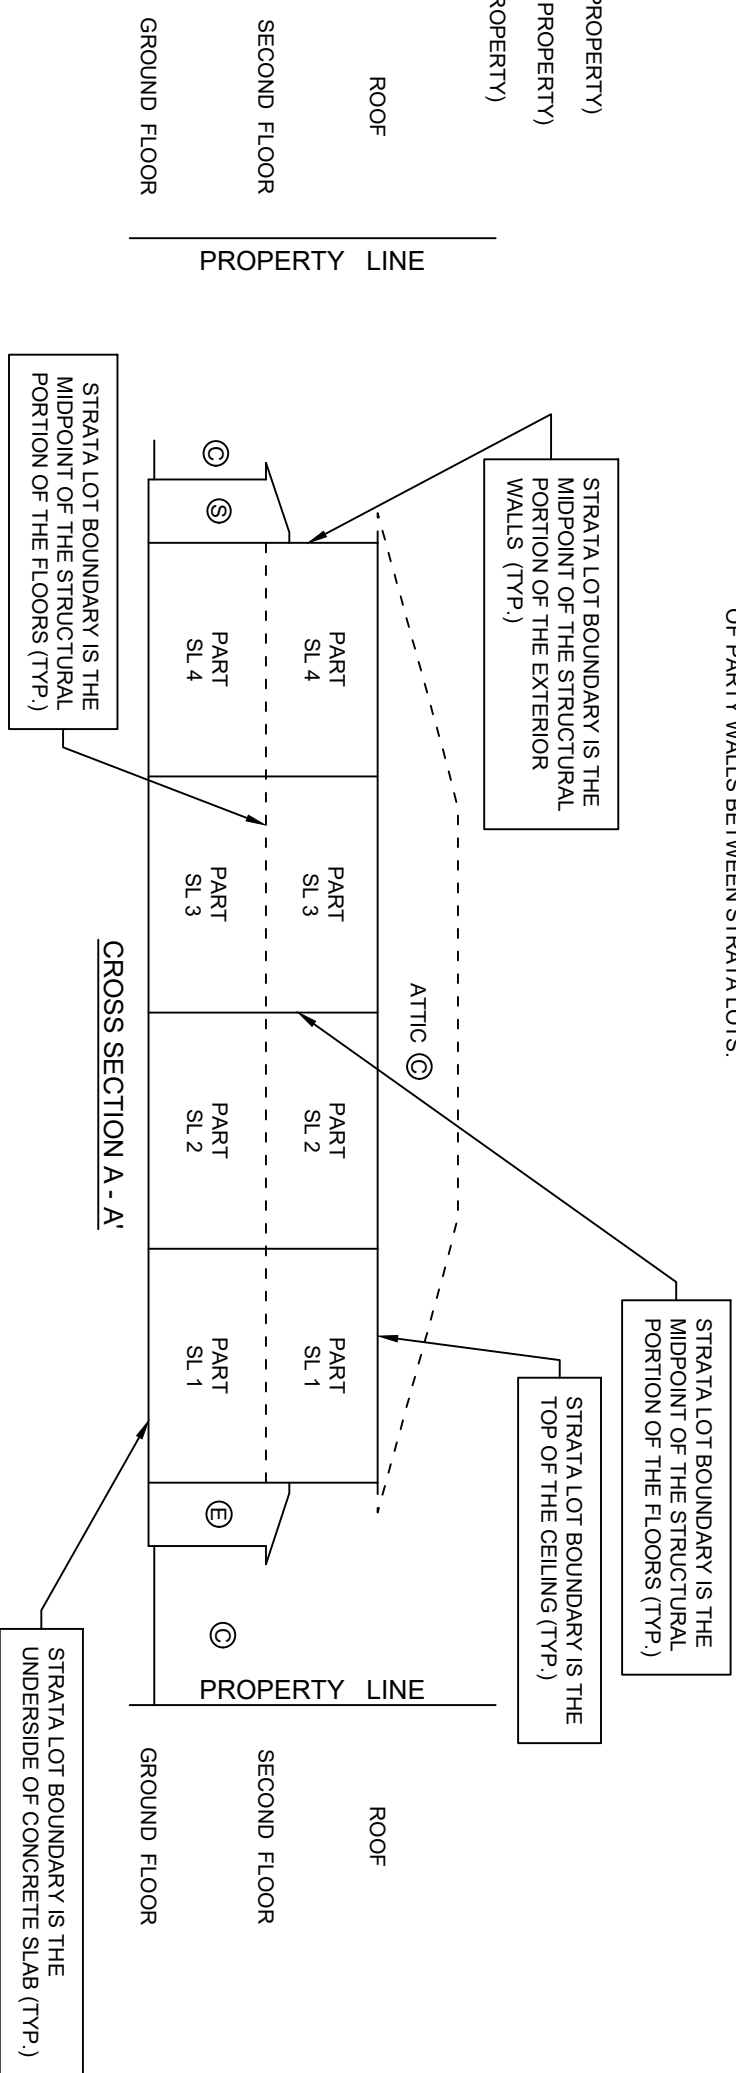 OF PARTY WALLS BETWEEN STRATA LOTS.
PROPERTY)
PROPERTY)
ROPERTY)
STRATA LOT BOUNDARY IS THE
MIDPOINT OF THE STRUCTURAL
PORTION OF THE EXTERIOR
WALLS (TYP.)
STRATA LOT BOUNDARY IS THE
MIDPOINT OF THE STRUCTURAL
PORTION OF THE FLOORS (TYP.)
STRATA LOT BOUNDARY IS THE
TOP OF THE CEILING (TYP.)
ROOF
SECOND FLOOR
GROUND FLOOR
PROPERTY LINE
ATTIC C
C
S
PART
SL 4
PART
SL 3
PART
SL 2
PART
SL 1
PART
SL 4
PART
SL 3
PART
SL 2
PART
SL 1
E
C
PROPERTY LINE
ROOF
SECOND FLOOR
GROUND FLOOR
CROSS SECTION A - A'
STRATA LOT BOUNDARY IS THE
MIDPOINT OF THE STRUCTURAL
PORTION OF THE FLOORS (TYP.)
STRATA LOT BOUNDARY IS THE
UNDERSIDE OF CONCRETE SLAB (TYP.)